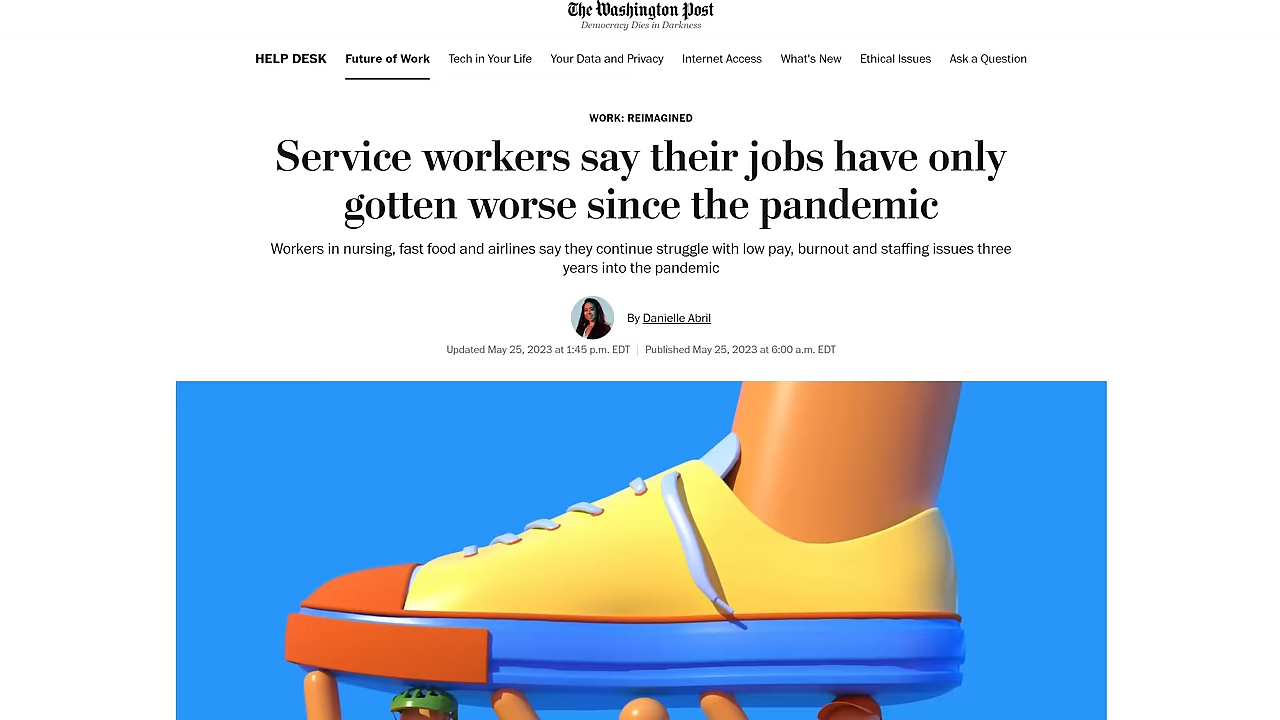 The Washington Post
Democracy Dies in Darkness
HELP DESK Future of Work Tech in Your Life Your Data and Privacy Internet Access What's New Ethical Issues Ask a Question
WORK: REIMAGINED
Service workers say their jobs have only
gotten worse since the pandemic
Workers in nursing, fast food and airlines say they continue struggle with low pay, burnout and staffing issues three
years into the pandemic
By Danielle Abril
Updated May 25, 2023 at 1:45 p.m. EDT | Published May 25, 2023 at 6:00 a.m. EDT